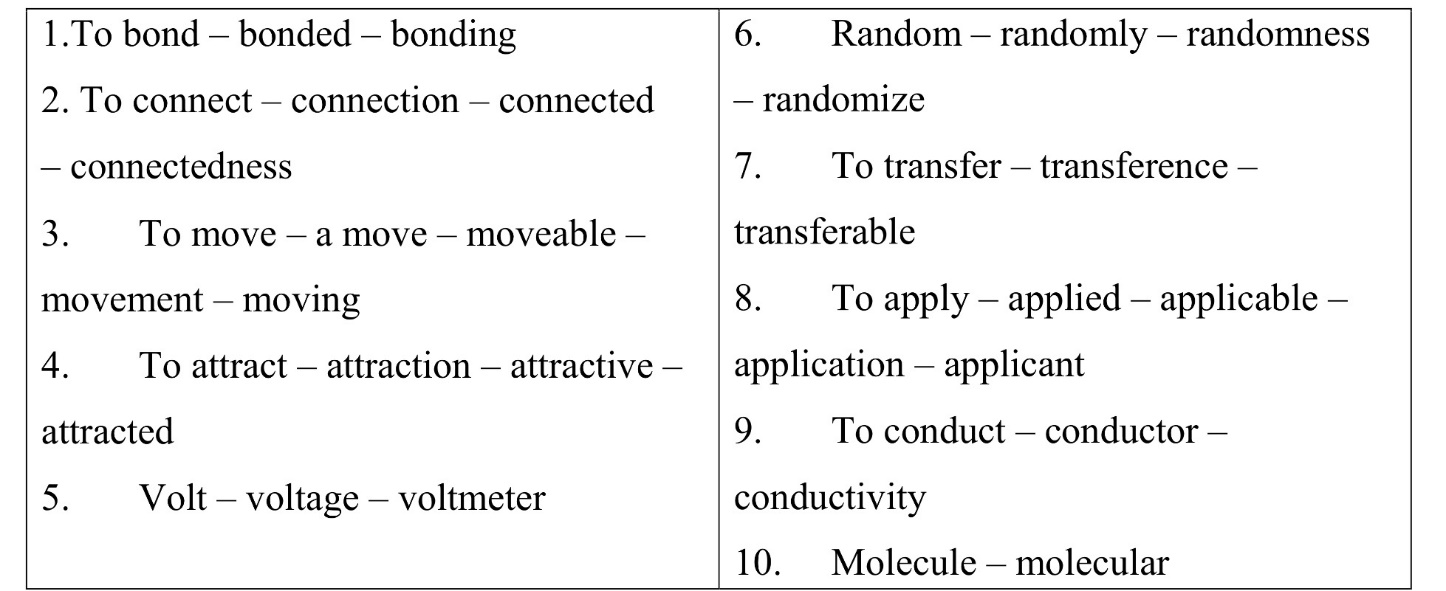 1.To bond – bonded – bonding
2. To connect – connection – connected
– connectedness
3. To move – a move – moveable –
movement – moving
4. To attract – attraction – attractive –
attracted
5. Volt – voltage – voltmeter
6. Random – randomly – randomness
– randomize
7. To transfer – transference –
transferable
8. To apply – applied – applicable –
application – applicant
9. To conduct – conductor –
conductivity
10. Molecule – molecular